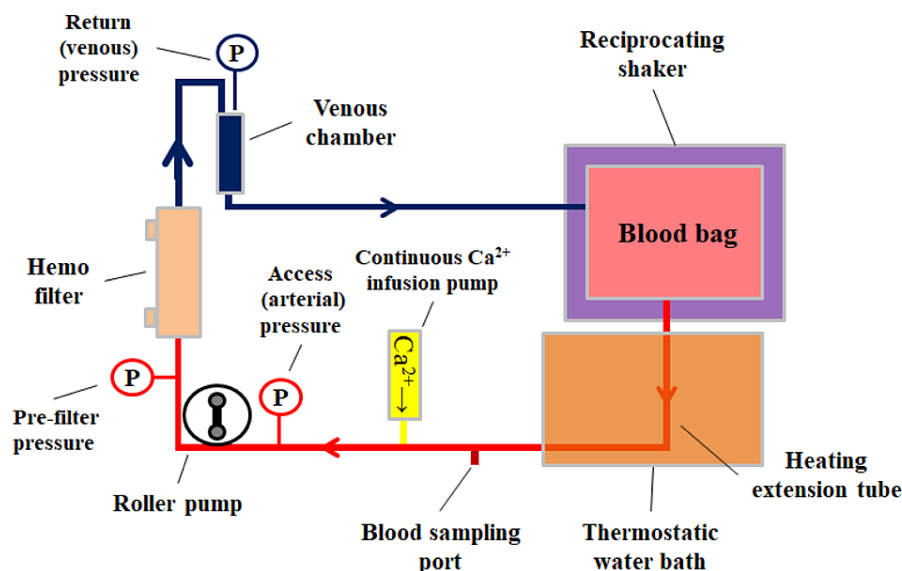 Return
(venous)
pressure
P
Venous
chamber
Reciprocating
shaker
Blood bag
Hemo
filter
Access
(arterial)
pressure
Continuous Ca²⁺
infusion pump
Ca²⁺ →
P
Pre-filter
pressure
P
Roller pump
Blood sampling
port
Thermostatic
water bath
Heating
extension tube